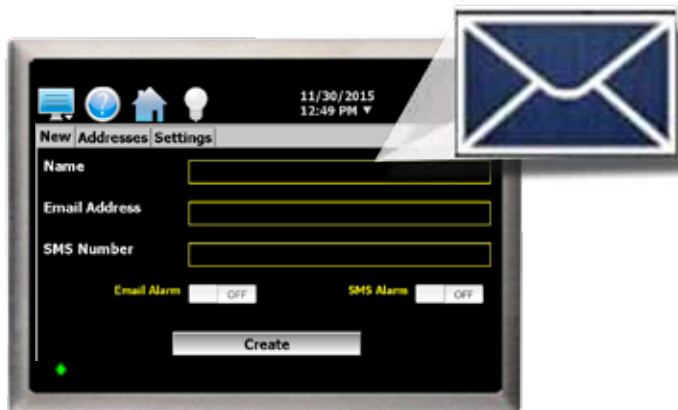 ?
11/30/2015
12:49 PM ▼
New Addresses Settings
Name
Email Address
SMS Number
Email Alarm OFF SMS Alarm OFF
Create